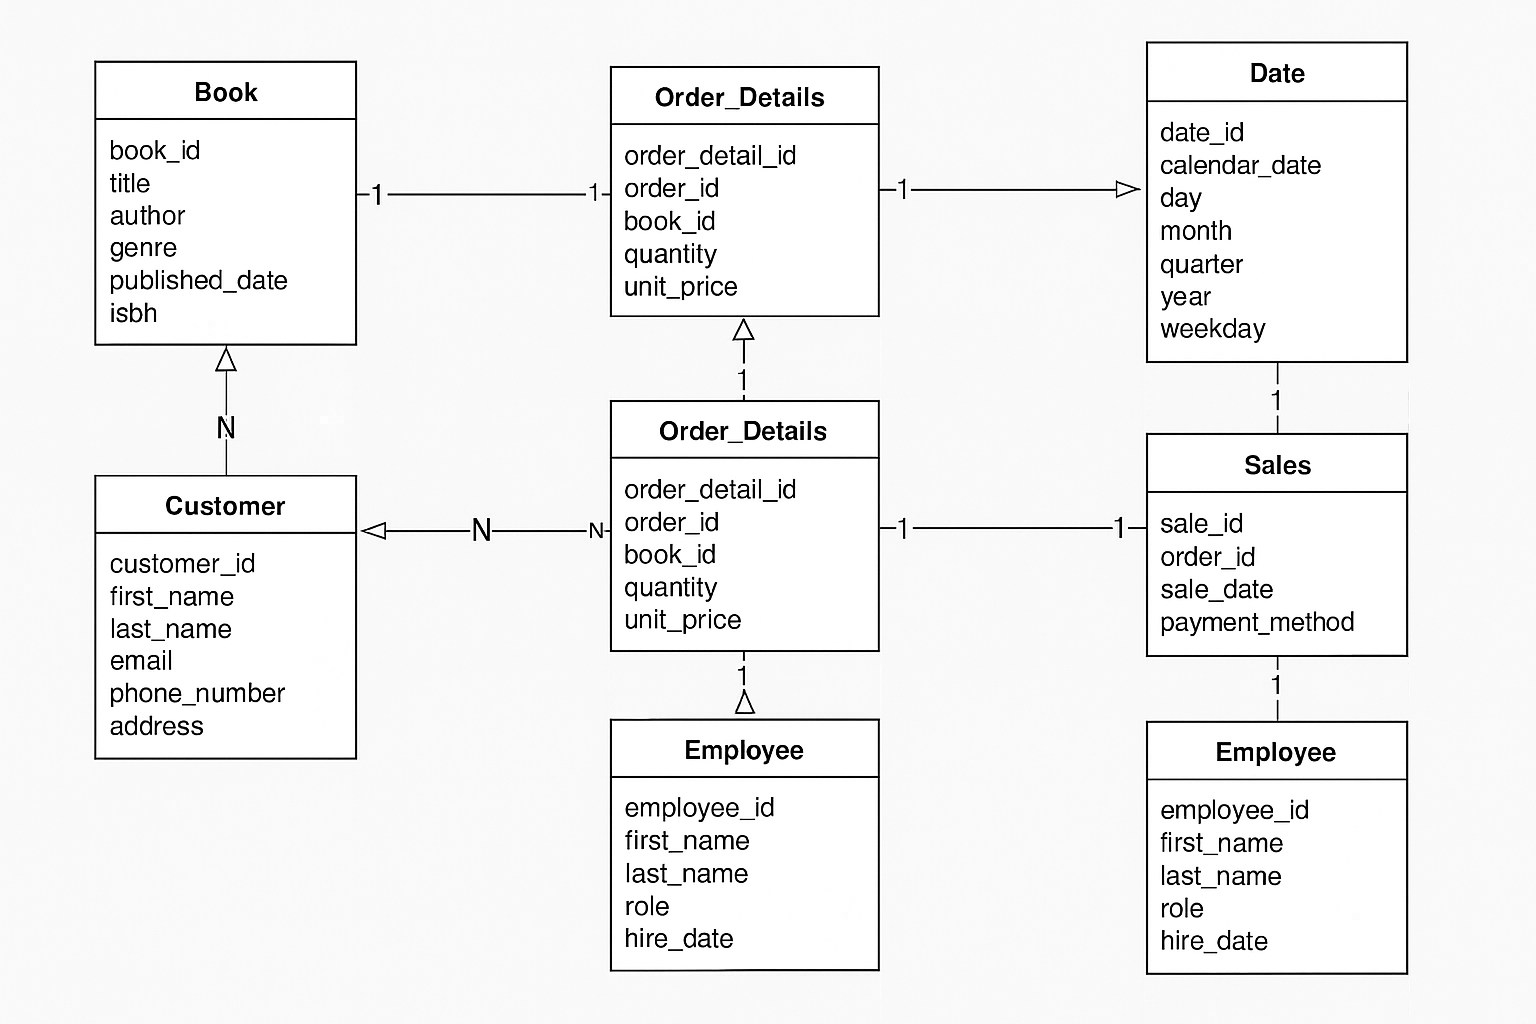 Book
book_id
title
author
genre
published_date
isbh
1
1
Order_Details
order_detail_id
order_id
book_id
quantity
unit_price
1
Date
date_id
calendar_date
day
month
quarter
year
weekday
N
1
1
Customer
customer_id
first_name
last_name
email
phone_number
address
N
N
Order_Details
order_detail_id
order_id
book_id
quantity
unit_price
1
1
Sales
sale_id
order_id
sale_date
payment_method
1
1
Employee
employee_id
first_name
last_name
role
hire_date
Employee
employee_id
first_name
last_name
role
hire_date